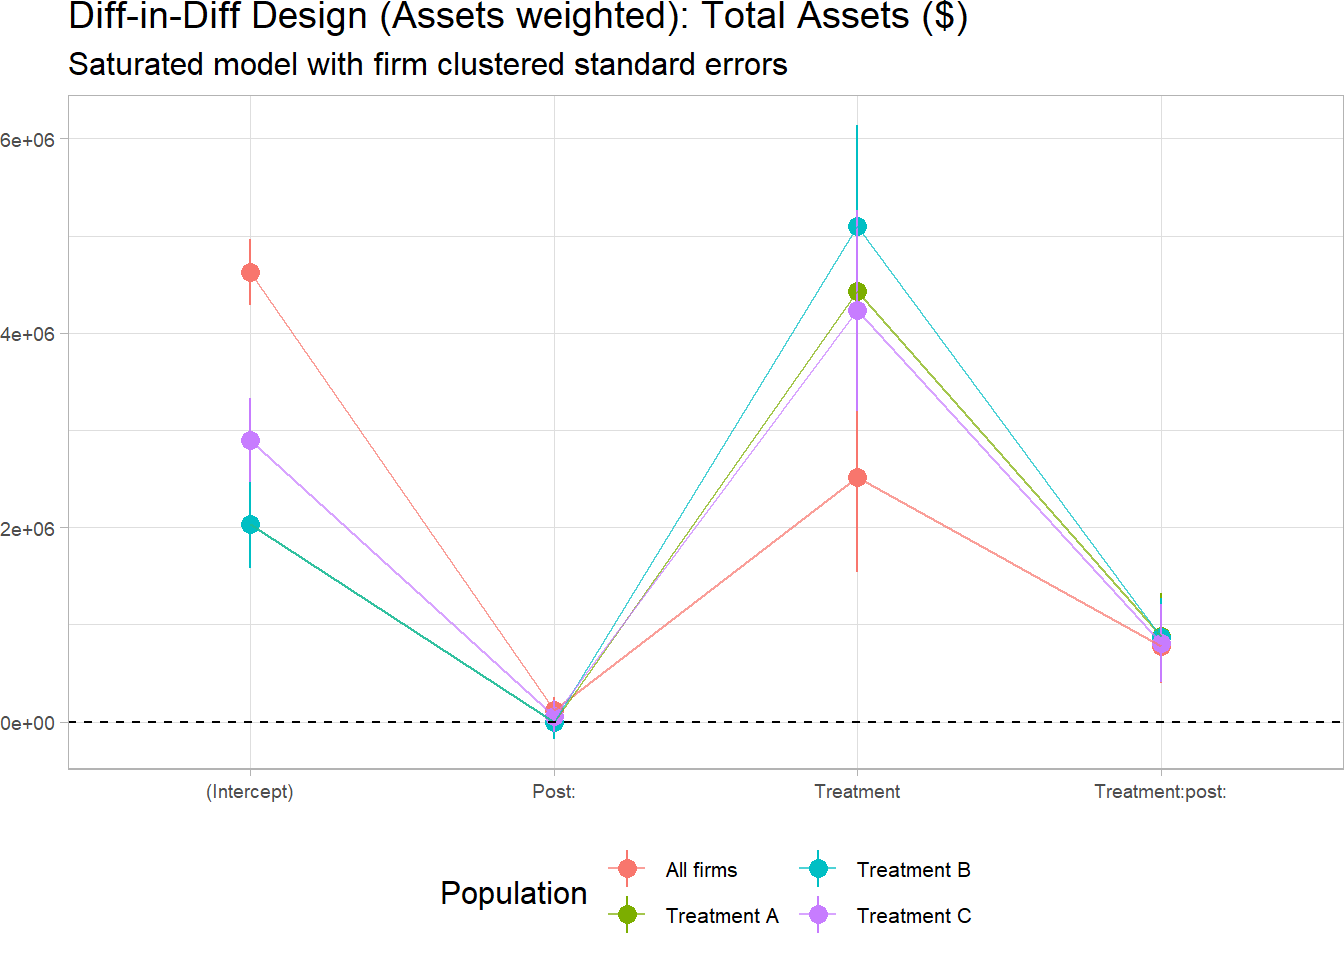 Diff-in-Diff Design (Assets weighted): Total Assets ($)
Saturated model with firm clustered standard errors
6e+06
4e+06
2e+06
0e+00
(Intercept) Post: Treatment Treatment:post:
Population
All firms Treatment B
Treatment A Treatment C